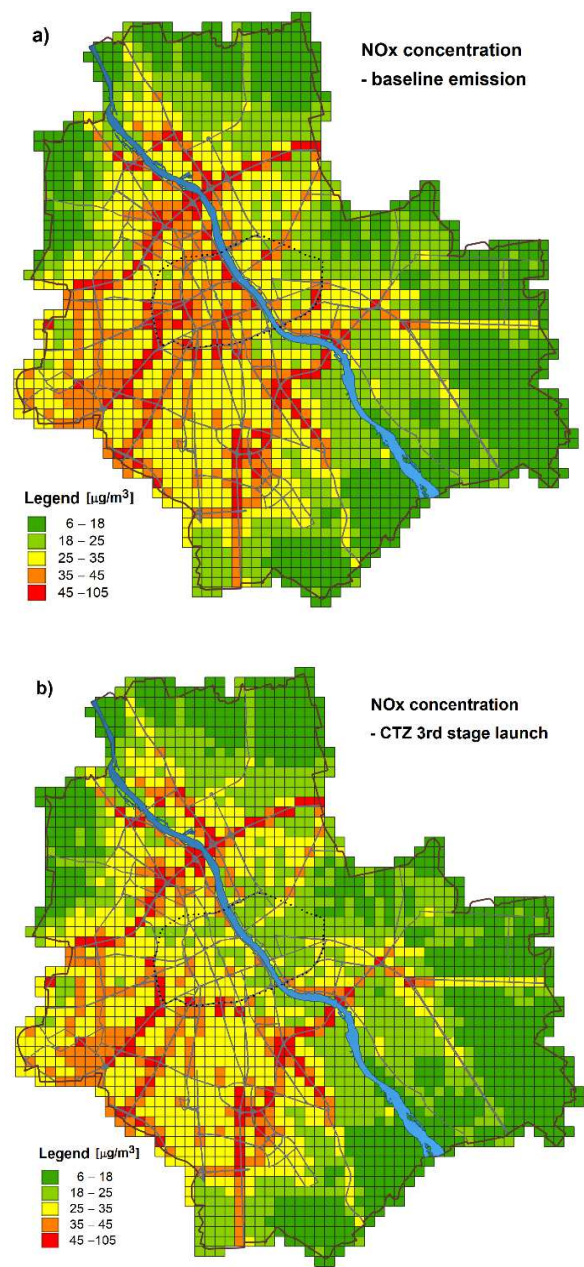 a)
NOx concentration
- baseline emission
Legend [µg/m³]
6 – 18
18 – 25
25 – 35
35 – 45
45 –105
b)
NOx concentration
- CTZ 3rd stage launch
Legend [µg/m³]
6 – 18
18 – 25
25 – 35
35 – 45
45 –105